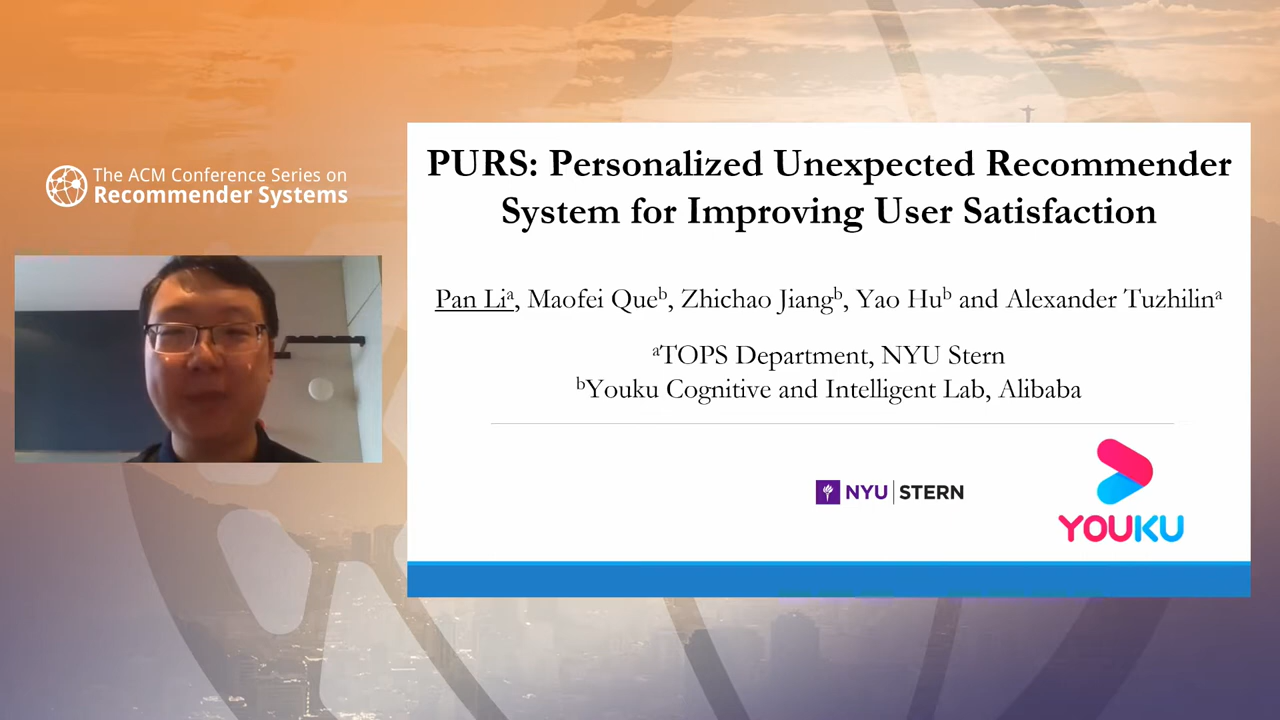 The ACM Conference Series on
Recommender Systems
PURS: Personalized Unexpected Recommender
System for Improving User Satisfaction
Pan Liᵃ, Maofei Queᵇ, Zhichao Jiangᵇ, Yao Huᵇ and Alexander Tuzhilinᵃ
ᵃTOPS Department, NYU Stern
ᵇYouku Cognitive and Intelligent Lab, Alibaba
NYU STERN
YOUKU